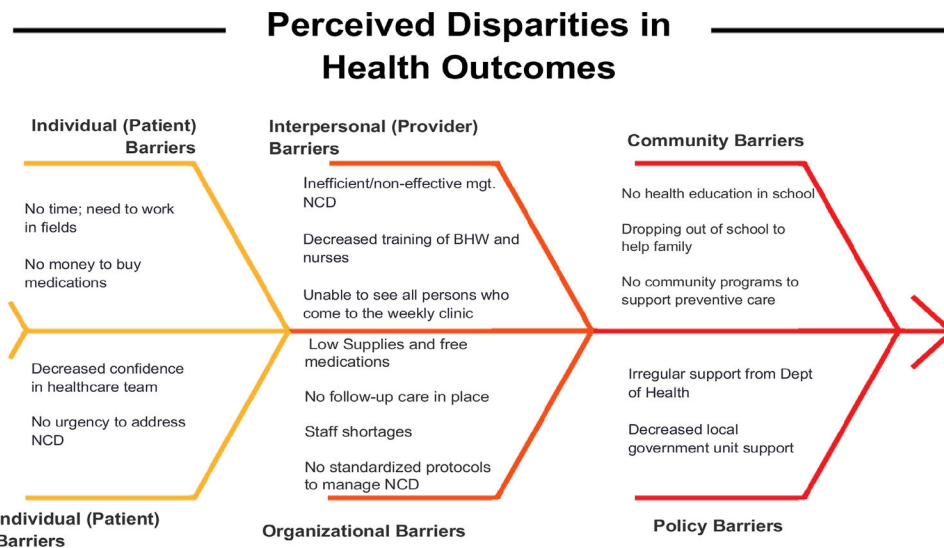 Perceived Disparities in
Health Outcomes
Individual (Patient)
Barriers
No time; need to work
in fields
No money to buy
medications
Interpersonal (Provider)
Barriers
Inefficient/non-effective mgt.
NCD
Decreased training of BHW and
nurses
Unable to see all persons who
come to the weekly clinic
Community Barriers
No health education in school
Dropping out of school to
help family
No community programs to
support preventive care
Decreased confidence
in healthcare team
No urgency to address
NCD
ndividual (Patient)
Barriers
Low Supplies and free
medications
No follow-up care in place
Staff shortages
No standardized protocols
to manage NCD
Organizational Barriers
Irregular support from Dept
of Health
Decreased local
government unit support
Policy Barriers